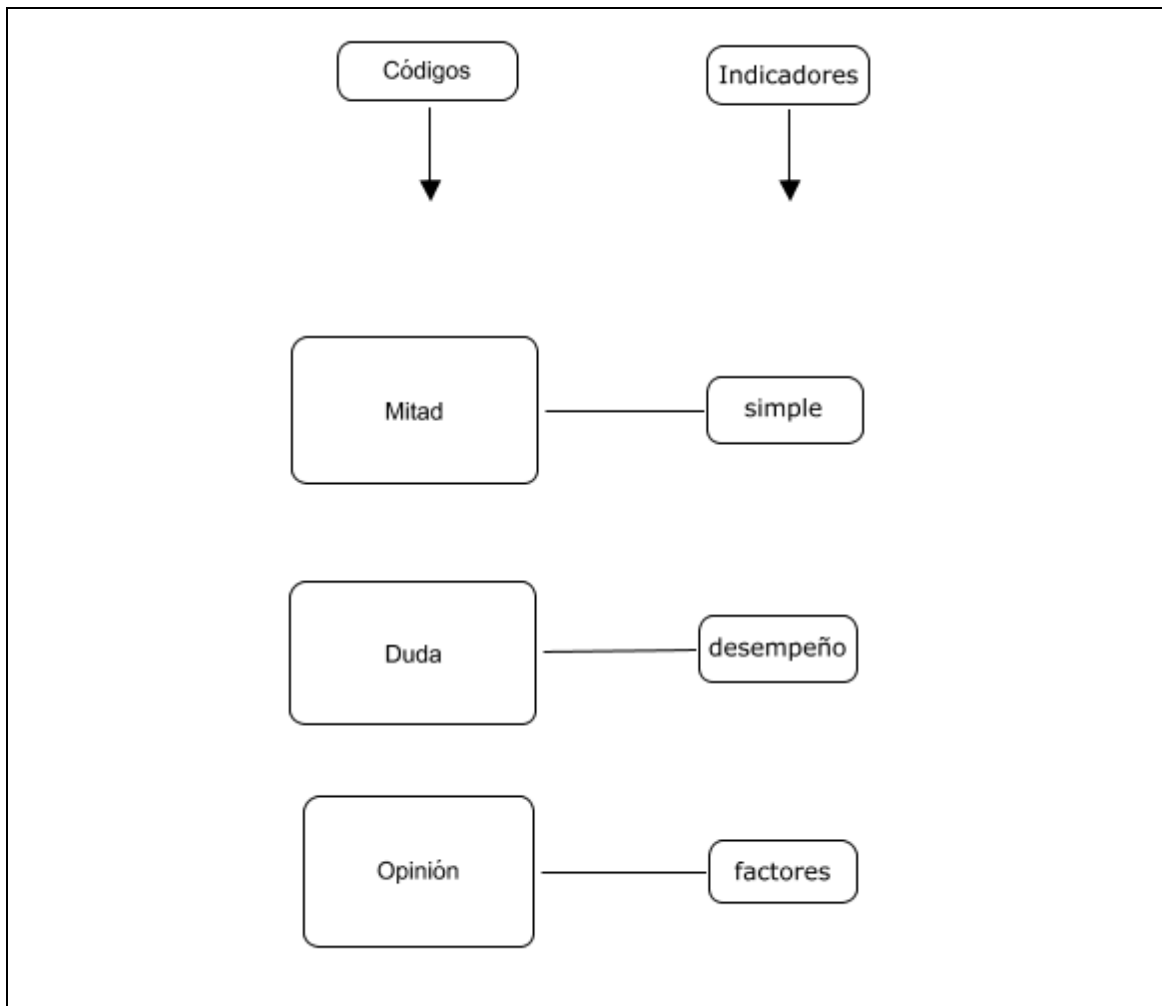 Códigos
Indicadores
Mitad
simple
Duda
desempeño
Opinión
factores